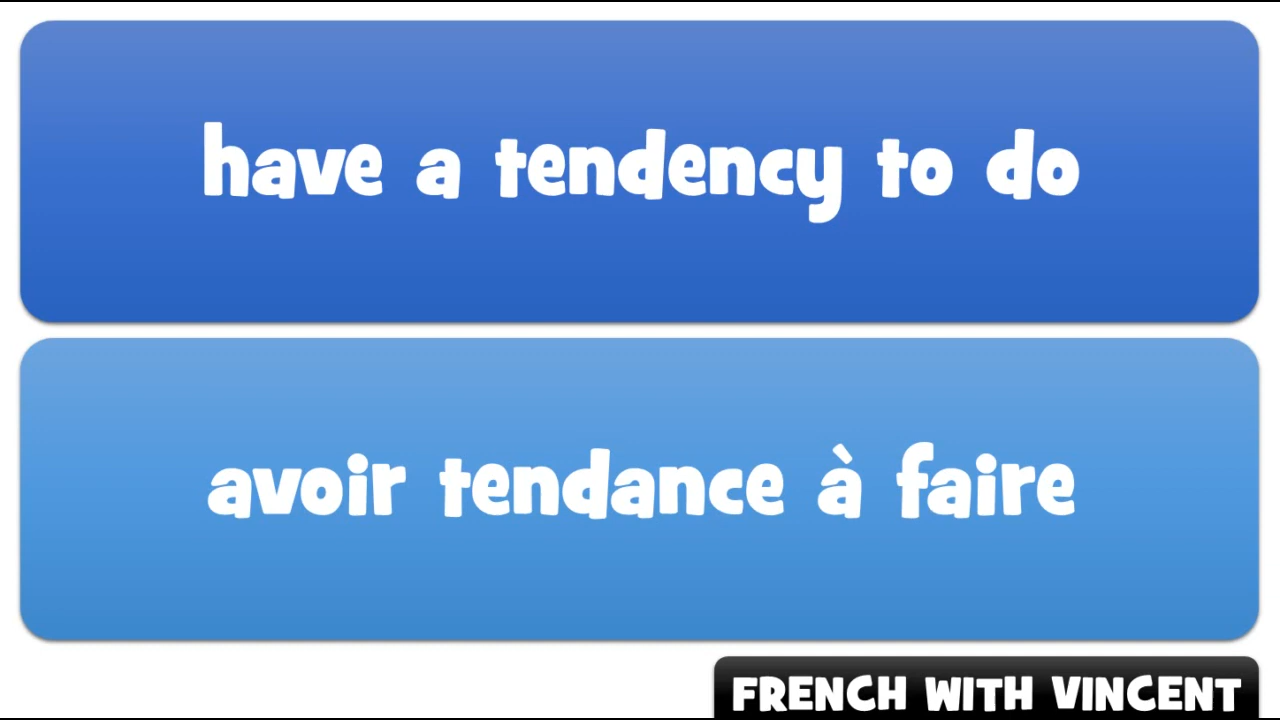 have a tendency to do
avoir tendance à faire
FRENCH WITH VINCENT